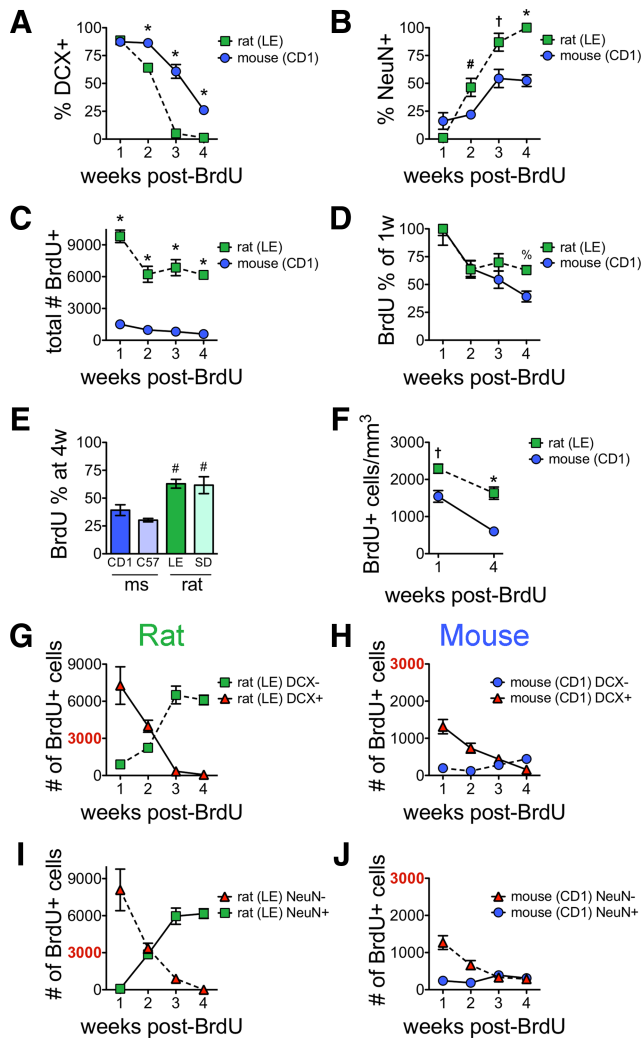 A
% DCX+
100
75
50
25
0
* * *
rat (LE)
mouse (CD1)
1 2 3 4
weeks post-BrdU
B
% NeuN+
100
75
50
25
0
# † *
rat (LE)
mouse (CD1)
1 2 3 4
weeks post-BrdU
C
total # BrdU+
9000
6000
3000
0
* * * *
rat (LE)
mouse (CD1)
1 2 3 4
weeks post-BrdU
D
BrdU % of 1w
100
75
50
25
0
%
rat (LE)
mouse (CD1)
1 2 3 4
weeks post-BrdU
E
BrdU % at 4w
100
75
50
25
0
# #
CD1 C57 LE SD
ms rat
F
BrdU+ cells/mm³
3000
2000
1000
0
† *
rat (LE)
mouse (CD1)
1 4
weeks post-BrdU
G
Rat
# of BrdU+ cells
9000
6000
3000
0
rat (LE) DCX-
rat (LE) DCX+
1 2 3 4
weeks post-BrdU
H
Mouse
# of BrdU+ cells
3000
2000
1000
0
mouse (CD1) DCX-
mouse (CD1) DCX+
1 2 3 4
weeks post-BrdU
I
# of BrdU+ cells
9000
6000
3000
0
rat (LE) NeuN-
rat (LE) NeuN+
1 2 3 4
weeks post-BrdU
J
# of BrdU+ cells
3000
2000
1000
0
mouse (CD1) NeuN-
mouse (CD1) NeuN+
1 2 3 4
weeks post-BrdU